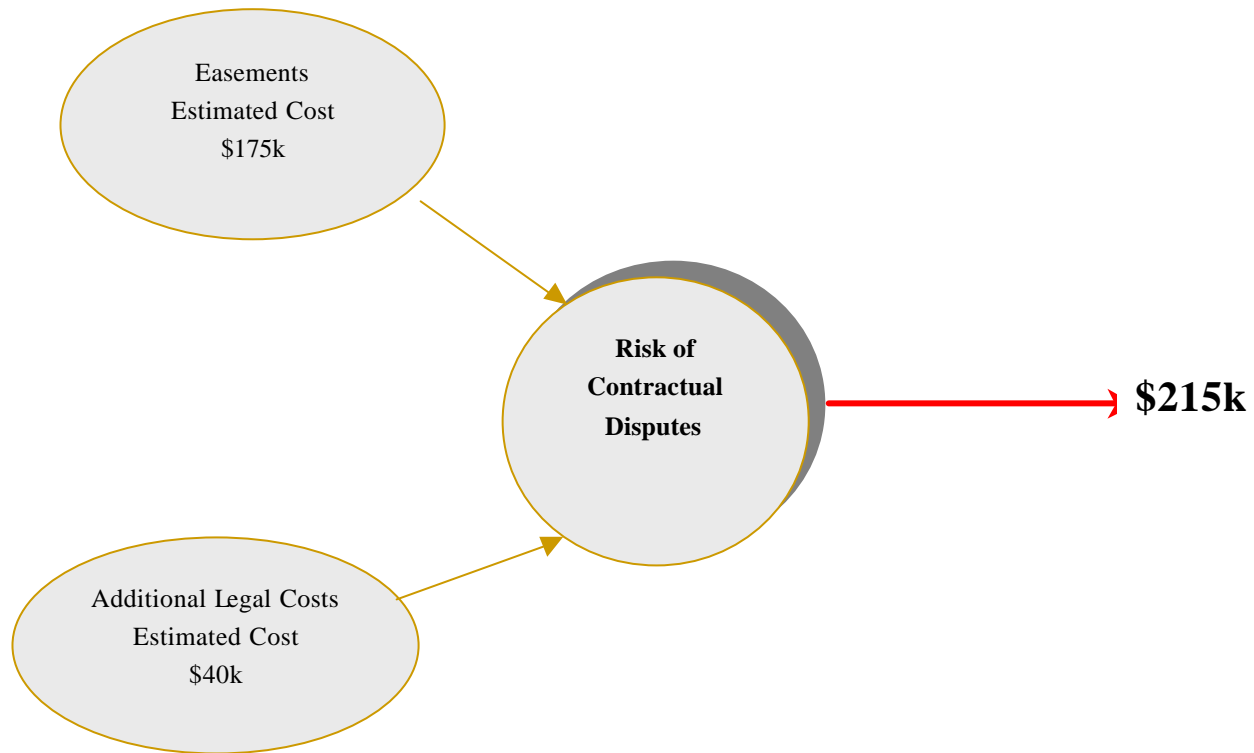 Easements
Estimated Cost
$175k
Risk of
Contractual
Disputes
$215k
Additional Legal Costs
Estimated Cost
$40k